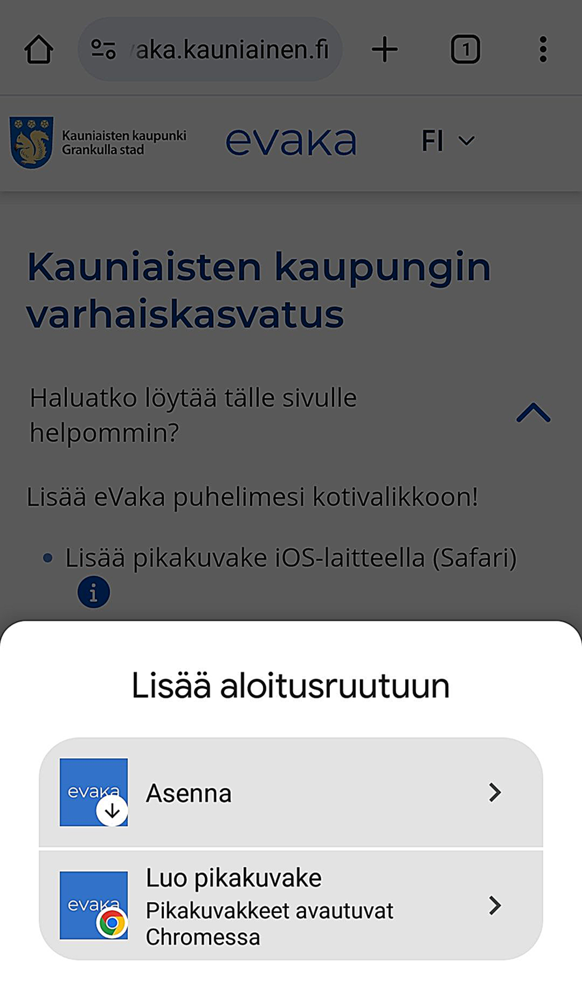 aka.kauniainen.fi
1
Kauniaisten kaupunki
Grankulla stad
evaka
FI
Kauniaisten kaupungin
varhaiskasvatus
Haluatko löytää tälle sivulle
helpommin?
Lisää eVaka puhelimesi kotivalikkoon!
• Lisää pikakuvake iOS-laitteella (Safari)
i
Lisää aloitusruutuun
evaka
Asenna
evaka
Luo pikakuvake
Pikakuvakkeet avautuvat
Chromessa